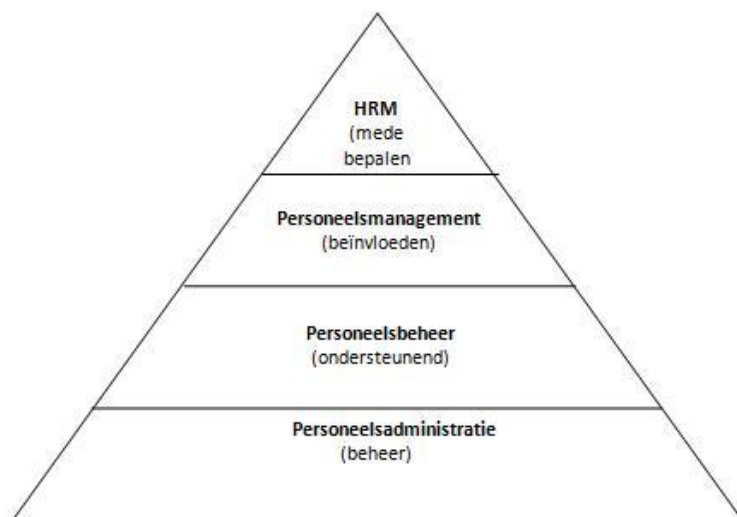 HRM
(mede
bepalen
Personeelsmanagement
(beïnvloeden)
Personeelsbeheer
(ondersteunend)
Personeelsadministratie
(beheer)